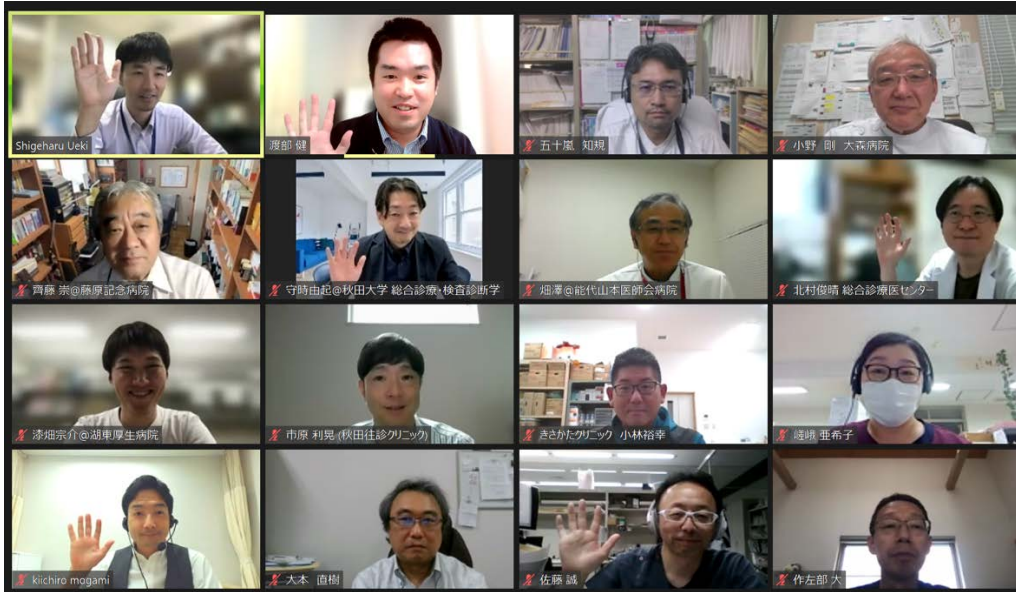 Shigeharu Ueki
渡部 健
五十嵐 知規
小野 剛 大森病院
齊藤 崇@藤原記念病院
守時由起@秋田大学 総合診療・検査診断学
畑澤@能代山本医師会病院
北村俊晴 総合診療医センター
漆畑宗介@湖東厚生病院
市原 利晃 (秋田往診クリニック)
きさかたクリニック 小林裕幸
嵯峨 亜希子
kiichiro mogami
大本 直樹
佐藤 誠
作左部 大